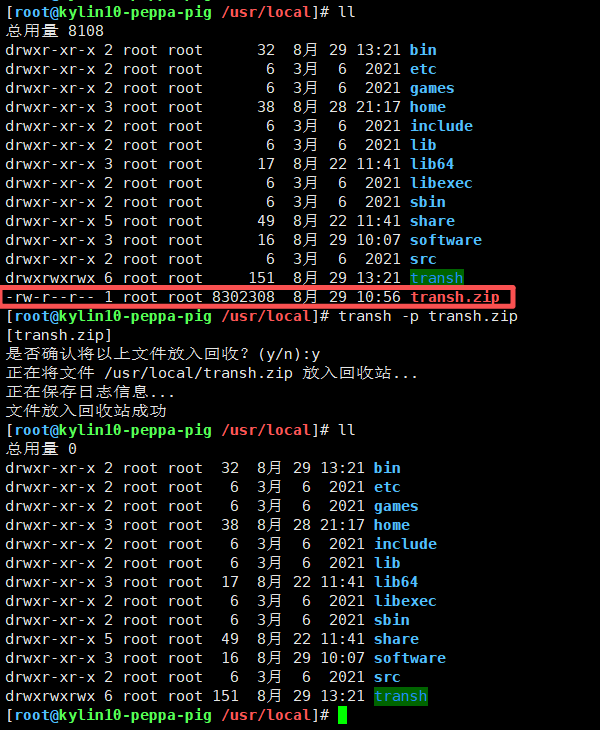 [root@kylin10-peppa-pig /usr/local]# ll
总用量 8108
drwxr-xr-x 2 root root      32  8月 29 13:21 bin
drwxr-xr-x 2 root root       6  3月  6  2021 etc
drwxr-xr-x 2 root root       6  3月  6  2021 games
drwxr-xr-x 3 root root      38  8月 28 21:17 home
drwxr-xr-x 2 root root       6  3月  6  2021 include
drwxr-xr-x 2 root root       6  3月  6  2021 lib
drwxr-xr-x 3 root root      17  8月 22 11:41 lib64
drwxr-xr-x 2 root root       6  3月  6  2021 libexec
drwxr-xr-x 2 root root       6  3月  6  2021 sbin
drwxr-xr-x 5 root root      49  8月 22 11:41 share
drwxr-xr-x 3 root root      16  8月 29 10:07 software
drwxr-xr-x 2 root root       6  3月  6  2021 src
drwxrwxrwx 6 root root     151  8月 29 13:21 transh
-rw-r--r-- 1 root root 8302308  8月 29 10:56 transh.zip
[root@kylin10-peppa-pig /usr/local]# transh -p transh.zip
[transh.zip]
是否确认将以上文件放入回收? (y/n):y
正在将文件 /usr/local/transh.zip 放入回收站...
正在保存日志信息...
文件放入回收站成功
[root@kylin10-peppa-pig /usr/local]# ll
总用量 0
drwxr-xr-x 2 root root  32  8月 29 13:21 bin
drwxr-xr-x 2 root root   6  3月  6  2021 etc
drwxr-xr-x 2 root root   6  3月  6  2021 games
drwxr-xr-x 3 root root  38  8月 28 21:17 home
drwxr-xr-x 2 root root   6  3月  6  2021 include
drwxr-xr-x 2 root root   6  3月  6  2021 lib
drwxr-xr-x 3 root root  17  8月 22 11:41 lib64
drwxr-xr-x 2 root root   6  3月  6  2021 libexec
drwxr-xr-x 2 root root   6  3月  6  2021 sbin
drwxr-xr-x 5 root root  49  8月 22 11:41 share
drwxr-xr-x 3 root root  16  8月 29 10:07 software
drwxr-xr-x 2 root root   6  3月  6  2021 src
drwxrwxrwx 6 root root 151  8月 29 13:21 transh
[root@kylin10-peppa-pig /usr/local]#